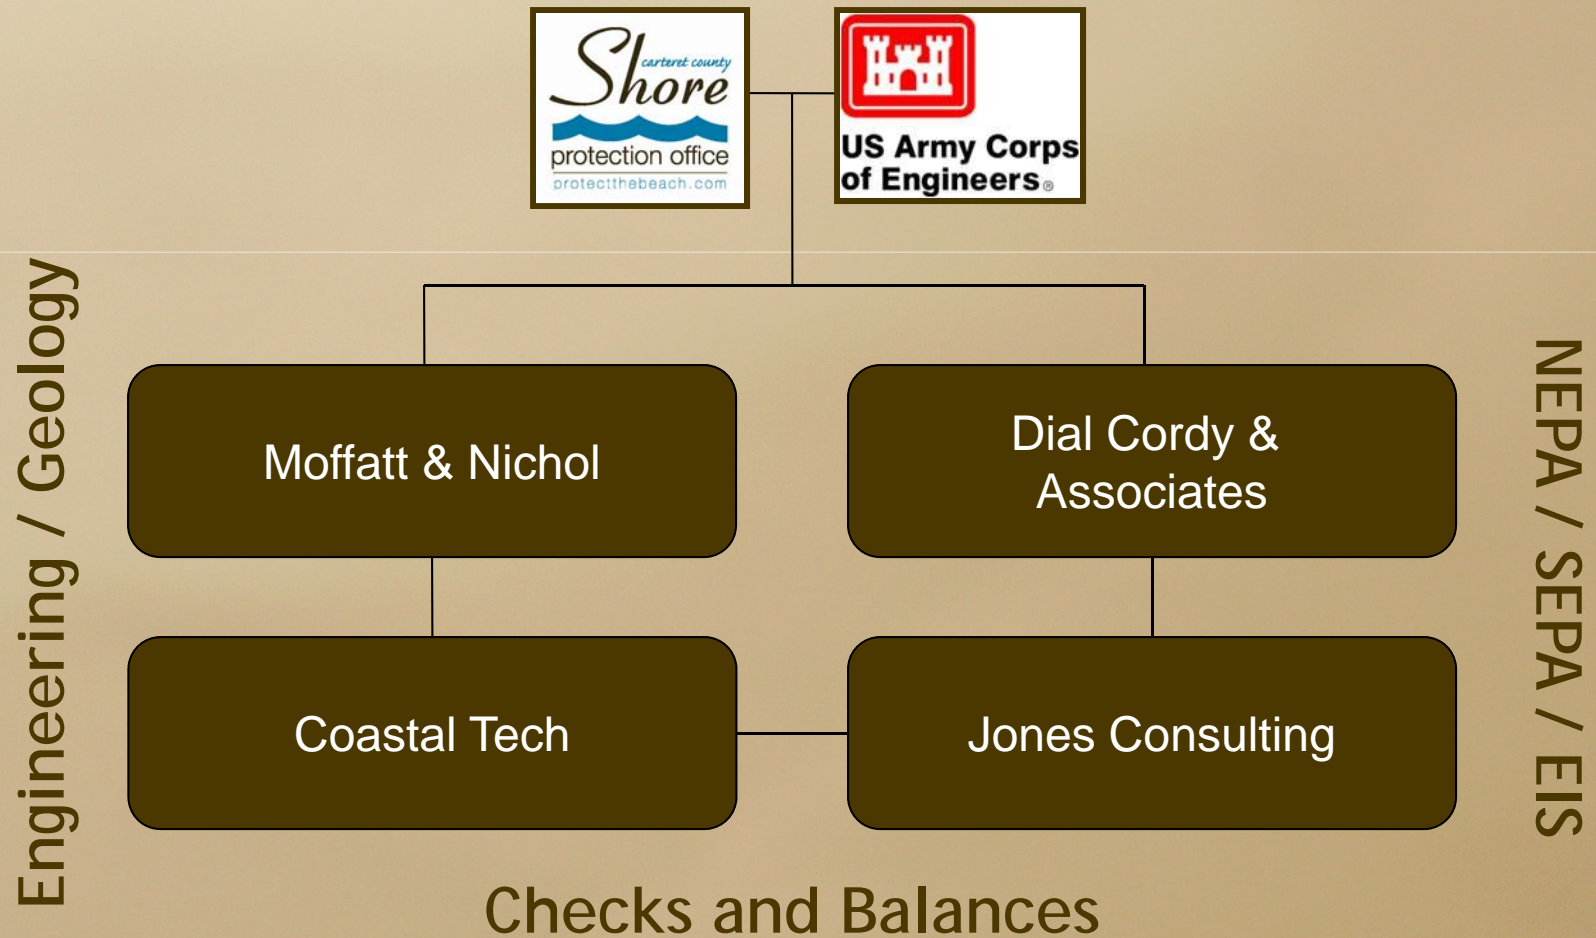 carteret county
Shore
protection office
protectthebeach.com
US Army Corps
of Engineers®
Engineering / Geology
Moffatt & Nichol
Dial Cordy &
Associates
NEPA / SEPA / EIS
Coastal Tech
Jones Consulting
Checks and Balances